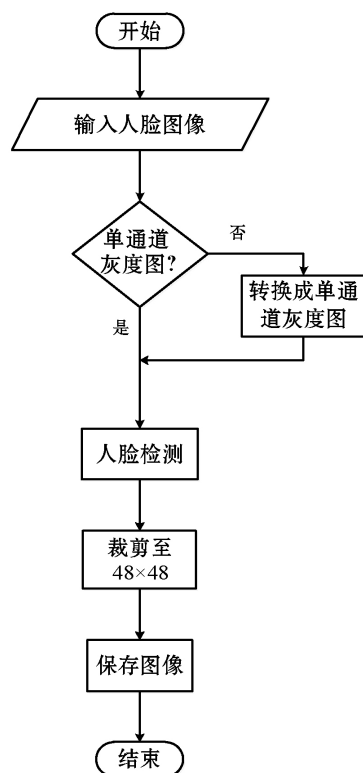 开始
输入人脸图像
单通道
灰度图?
否
转换成单通
道灰度图
是
人脸检测
裁剪至
48×48
保存图像
结束